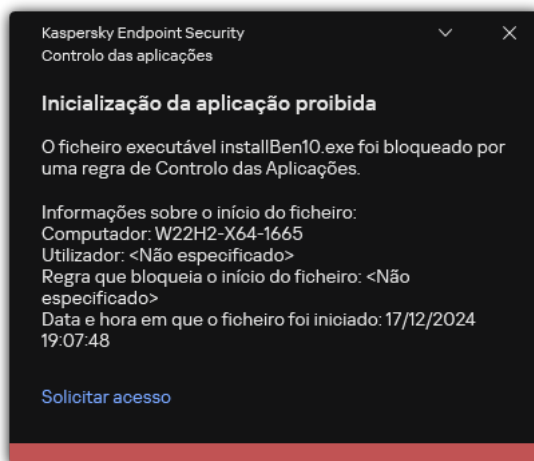 Kaspersky Endpoint Security
Controlo das aplicações
Inicialização da aplicação proibida
O ficheiro executável installBen10.exe foi bloqueado por
uma regra de Controlo das Aplicações.
Informações sobre o início do ficheiro:
Computador: W22H2-X64-1665
Utilizador: <Não especificado>
Regra que bloqueia o início do ficheiro: <Não
especificado>
Data e hora em que o ficheiro foi iniciado: 17/12/2024
19:07:48
Solicitar acesso